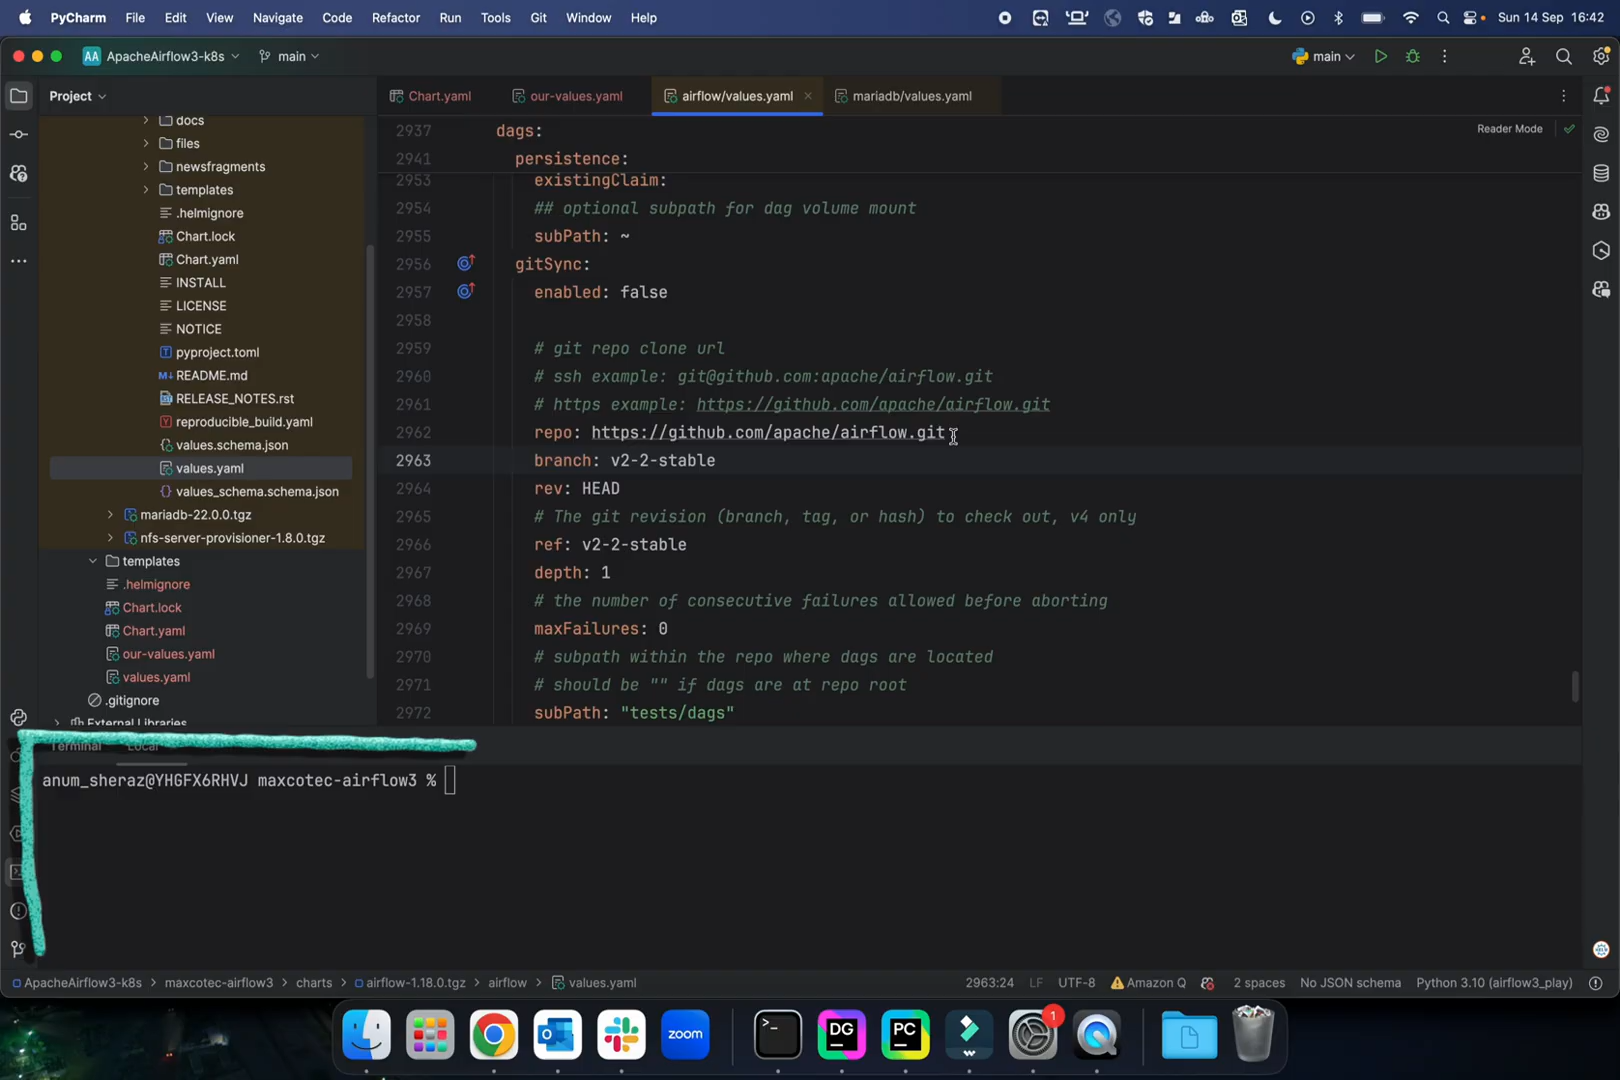 PyCharm File Edit View Navigate Code Refactor Run Tools Git Window Help Sun 14 Sep 16:42
AA ApacheAirflow3-k8s main main
Project
Chart.yaml our-values.yaml airflow/values.yaml mariadb/values.yaml
Reader Mode
docs
files
newsfragments
templates
.helmignore
Chart.lock
Chart.yaml
INSTALL
LICENSE
NOTICE
pyproject.toml
README.md
RELEASE_NOTES.rst
reproducible_build.yaml
values.schema.json
values.yaml
values_schema.schema.json
mariadb-22.0.0.tgz
nfs-server-provisioner-1.8.0.tgz
templates
.helmignore
Chart.lock
Chart.yaml
our-values.yaml
values.yaml
.gitignore
External Libraries
2937 dags:
2941 persistence:
2953 existingClaim:
2954 ## optional subpath for dag volume mount
2955 subPath: ~
2956 gitSync:
2957 enabled: false
2958
2959 # git repo clone url
2960 # ssh example: git@github.com:apache/airflow.git
2961 # https example: https://github.com/apache/airflow.git
2962 repo: https://github.com/apache/airflow.git
2963 branch: v2-2-stable
2964 rev: HEAD
2965 # The git revision (branch, tag, or hash) to check out, v4 only
2966 ref: v2-2-stable
2967 depth: 1
2968 # the number of consecutive failures allowed before aborting
2969 maxFailures: 0
2970 # subpath within the repo where dags are located
2971 # should be "" if dags are at repo root
2972 subPath: "tests/dags"
Terminal Local
anum_sheraz@YHGFX6RHVJ maxcotec-airflow3 %
ApacheAirflow3-k8s > maxcotec-airflow3 > charts > airflow-1.18.0.tgz > airflow > values.yaml 2963:24 LF UTF-8 Amazon Q 2 spaces No JSON schema Python 3.10 (airflow3_play)
zoom DG PC 1